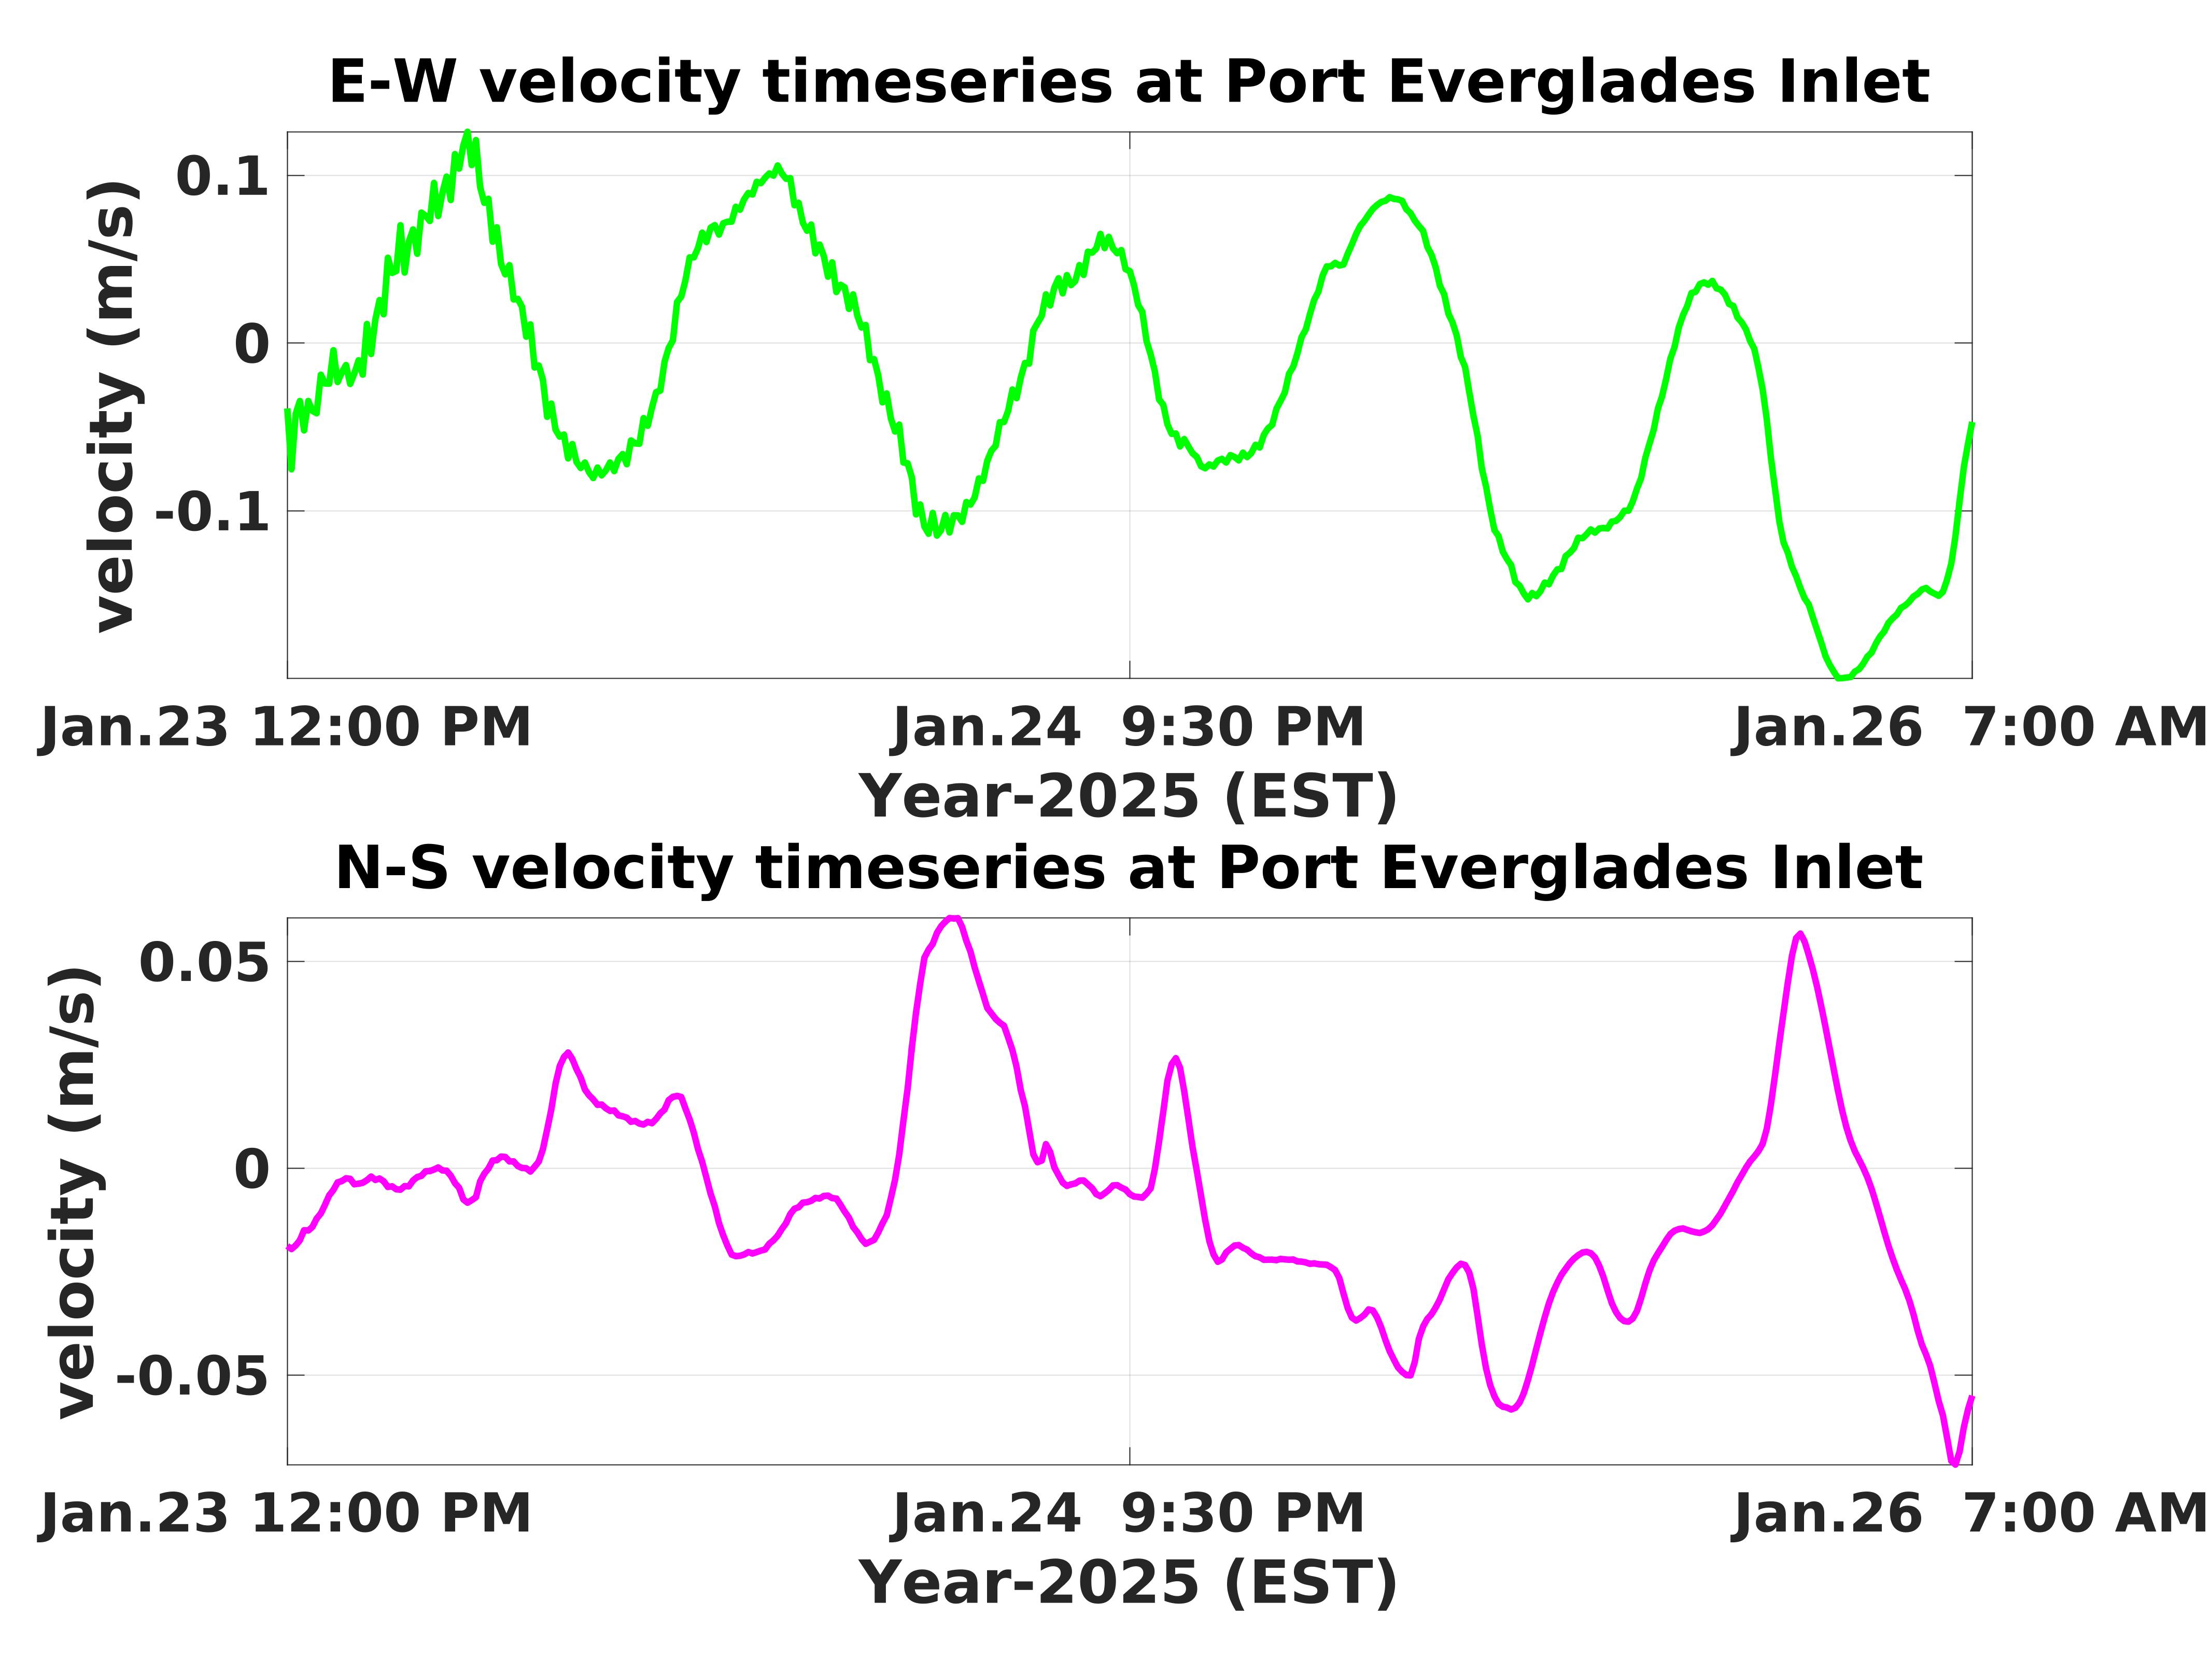 E-W velocity timeseries at Port Everglades Inlet
velocity (m/s)
0.1
0
-0.1
Jan.23 12:00 PM Jan.24  9:30 PM Jan.26  7:00 AM
Year-2025 (EST)
N-S velocity timeseries at Port Everglades Inlet
velocity (m/s)
0.05
0
-0.05
Jan.23 12:00 PM Jan.24  9:30 PM Jan.26  7:00 AM
Year-2025 (EST)